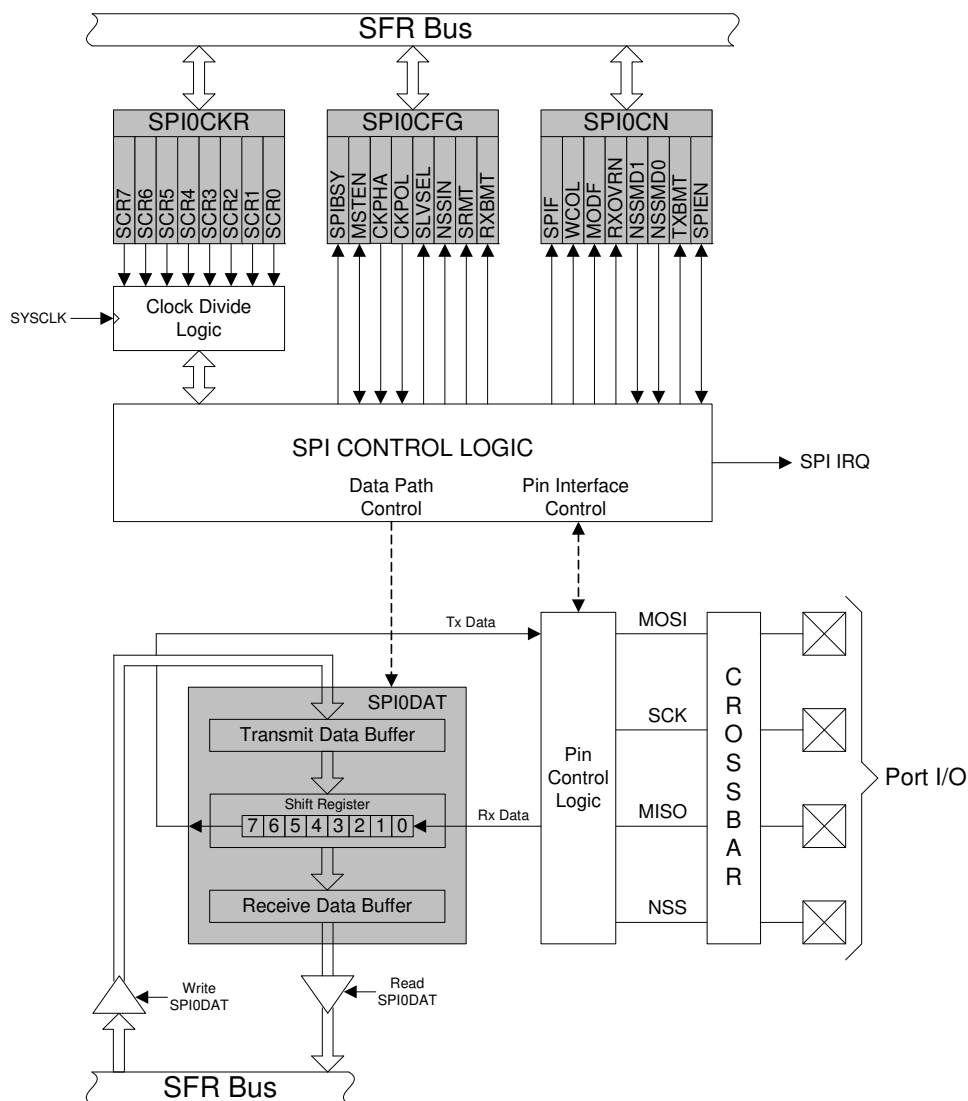 SFR Bus
SPI0CKR
SPI0CFG
SPI0CN
SCR7
SCR6
SCR5
SCR4
SCR3
SCR2
SCR1
SCR0
SPIBSY
MSTEN
CKPHA
CKPOL
SLVSEL
NSSIN
SRMT
RXBMT
SPIF
WCOL
MODF
RXOVRN
NSSMD1
NSSMD0
TXBMT
SPIEN
SYSCLK
Clock Divide
Logic
SPI CONTROL LOGIC
SPI IRQ
Data Path
Control
Pin Interface
Control
Tx Data
MOSI
SPI0DAT
Transmit Data Buffer
SCK
Shift Register
7 6 5 4 3 2 1 0
Rx Data
Pin
Control
Logic
MISO
CROSSBAR
Port I/O
Receive Data Buffer
NSS
Write
SPI0DAT
Read
SPI0DAT
SFR Bus